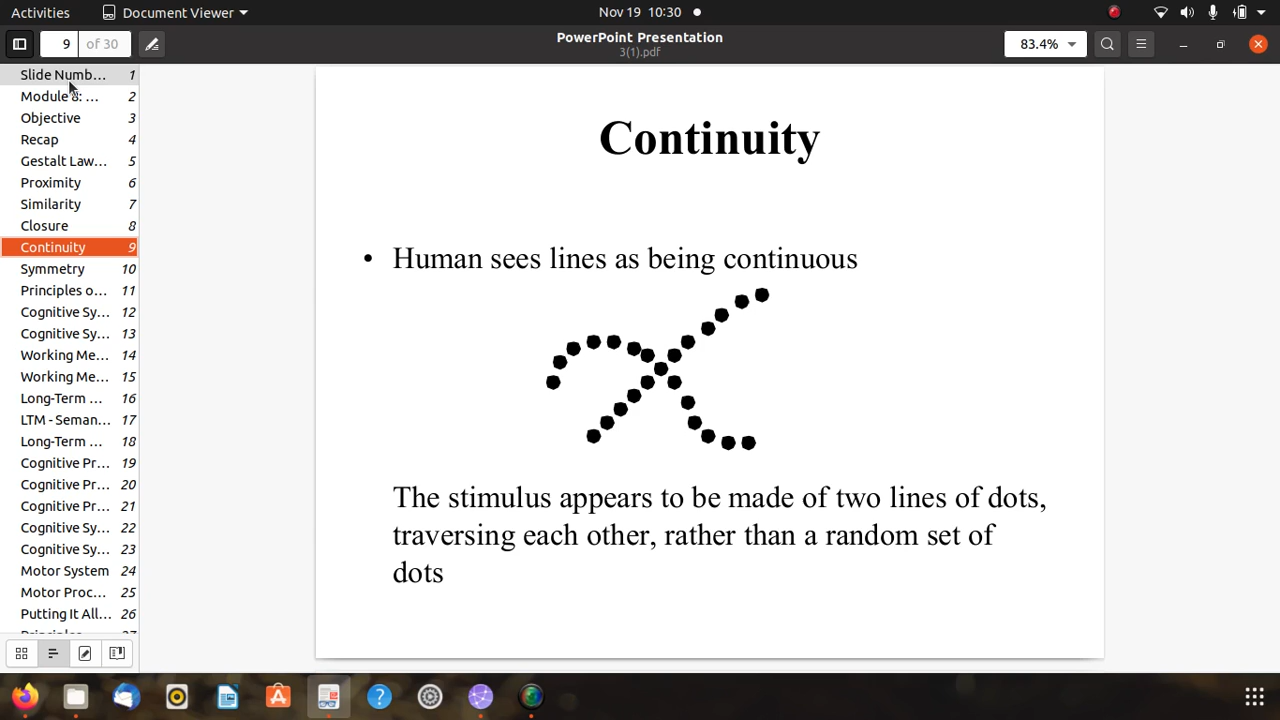 Activities
Document Viewer
Nov 19 10:30
9
of 30
PowerPoint Presentation
3(1).pdf
83.4%
Slide Numb... 1
Module 8: ... 2
Objective 3
Recap 4
Gestalt Law... 5
Proximity 6
Similarity 7
Closure 8
Continuity 9
Symmetry 10
Principles o... 11
Cognitive Sy... 12
Cognitive Sy... 13
Working Me... 14
Working Me... 15
Long-Term ... 16
LTM - Seman... 17
Long-Term ... 18
Cognitive Pr... 19
Cognitive Pr... 20
Cognitive Pr... 21
Cognitive Sy... 22
Cognitive Sy... 23
Motor System 24
Motor Proc... 25
Putting It All... 26
Continuity
• Human sees lines as being continuous
The stimulus appears to be made of two lines of dots,
traversing each other, rather than a random set of
dots